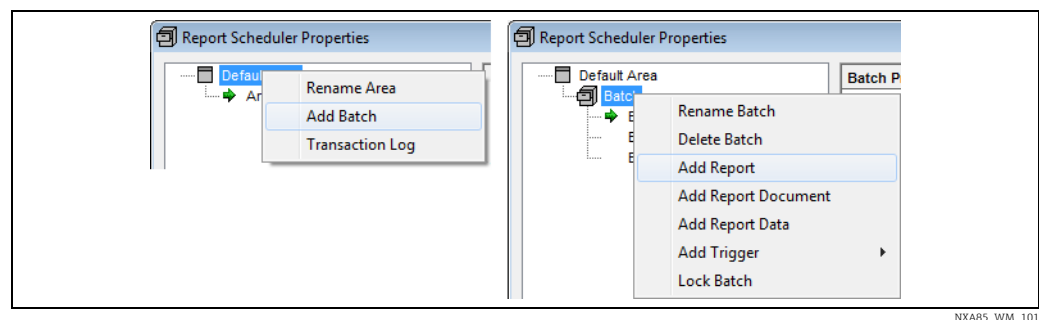 Report Scheduler Properties
Defaul
Ar
Rename Area
Add Batch
Transaction Log
Report Scheduler Properties
Default Area
Batch P
Batch
Rename Batch
Delete Batch
Add Report
Add Report Document
Add Report Data
Add Trigger
Lock Batch
NXA85_WM_101